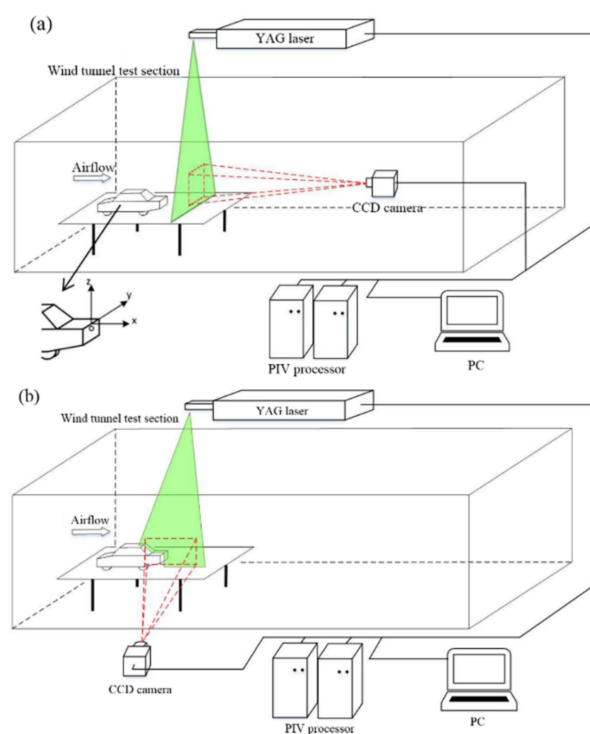 (a)
YAG laser
Wind tunnel test section
Airflow
CCD camera
z
y
x
PIV processor
PC
(b)
YAG laser
Wind tunnel test section
Airflow
CCD camera
PIV processor
PC